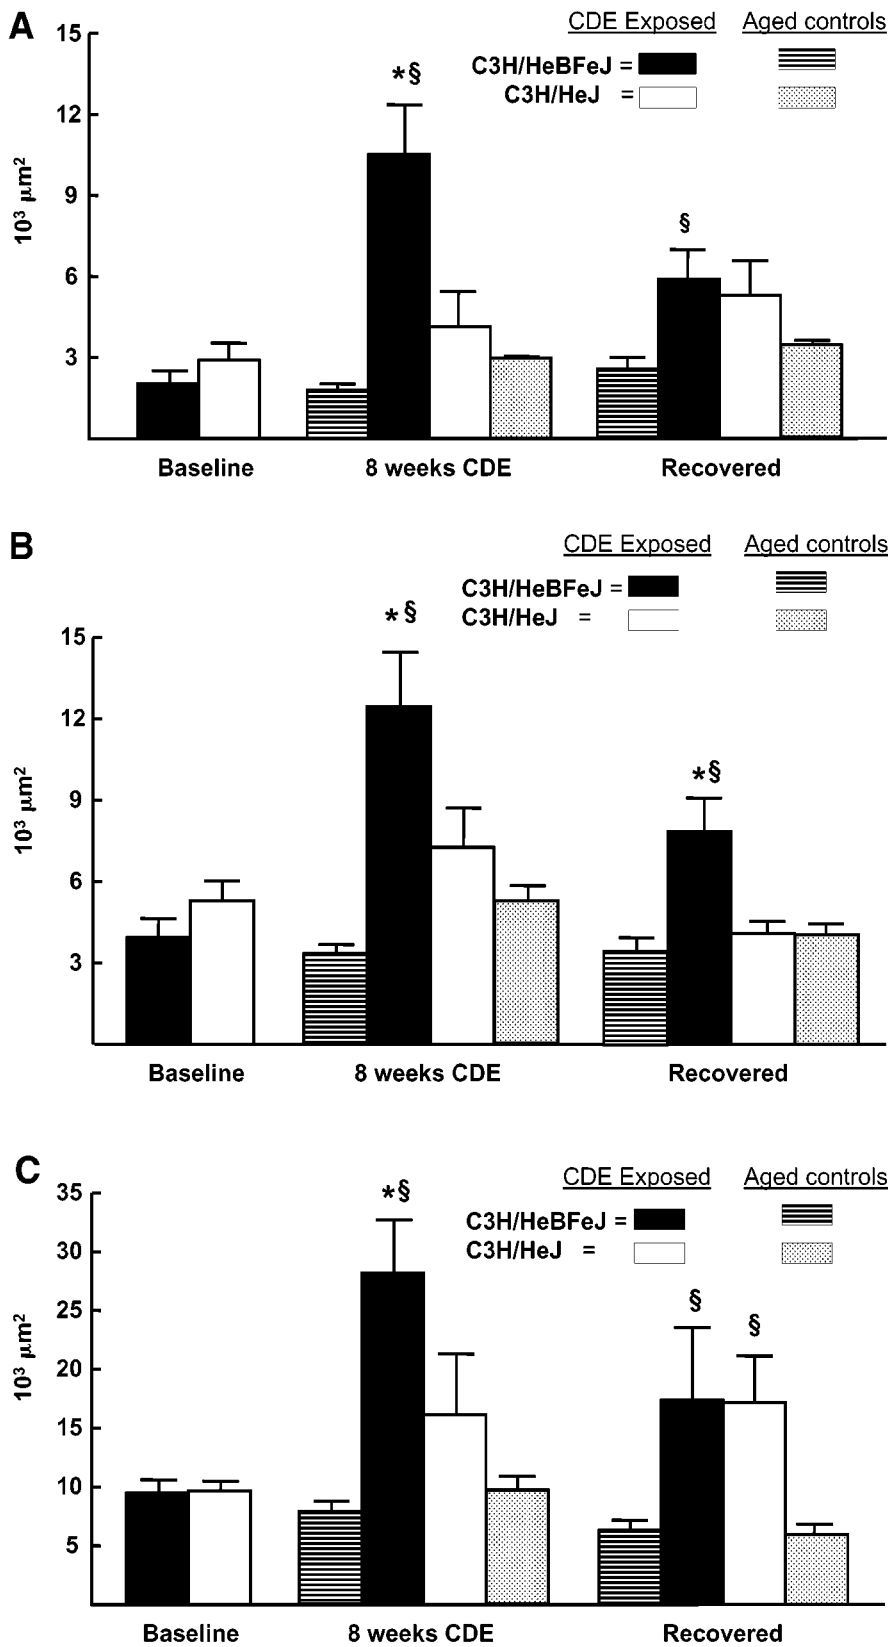 A
CDE Exposed Aged controls
C3H/HeBFeJ =
C3H/HeJ =
15
12
9
6
3
10³ µm²
*§
§
Baseline 8 weeks CDE Recovered
B
CDE Exposed Aged controls
C3H/HeBFeJ =
C3H/HeJ =
15
12
9
6
3
10³ µm²
*§
*§
Baseline 8 weeks CDE Recovered
C
CDE Exposed Aged controls
C3H/HeBFeJ =
C3H/HeJ =
35
30
25
20
15
10
5
10³ µm²
*§
§
§
Baseline 8 weeks CDE Recovered